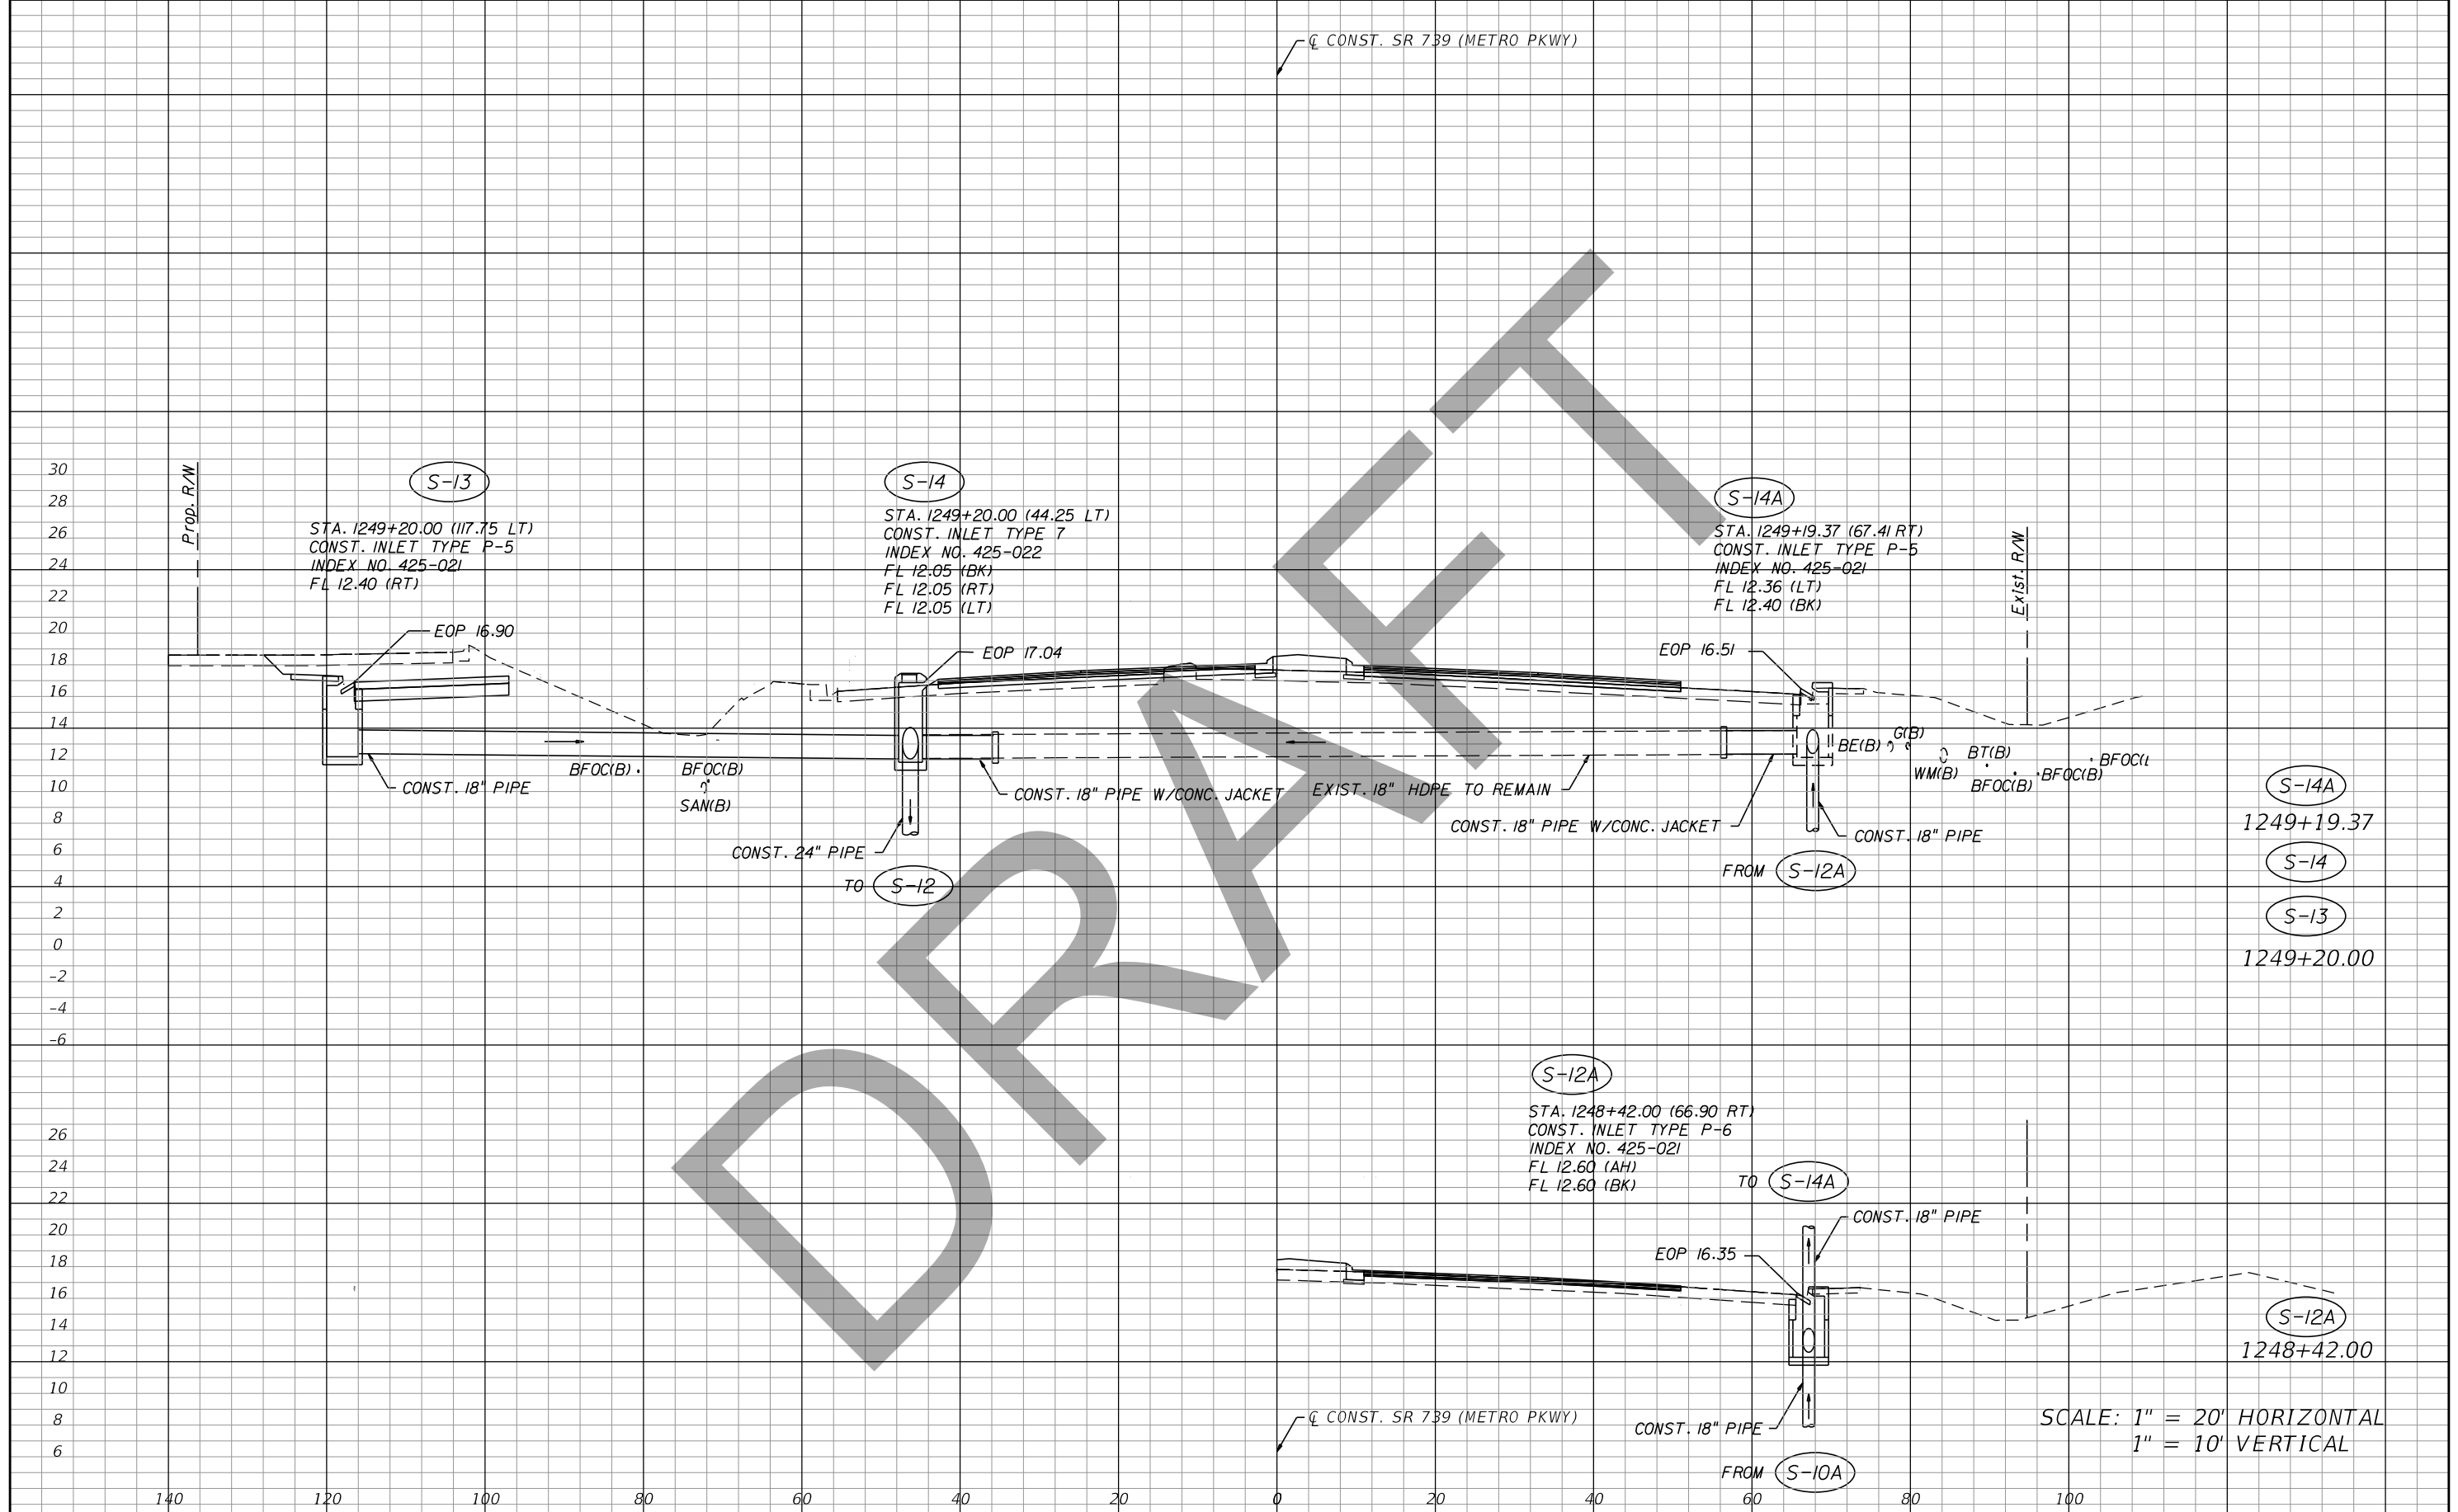 ℄ CONST. SR 739 (METRO PKWY)
30
28
26
24
22
20
18
16
14
12
10
8
6
4
2
0
-2
-4
-6
Prop. R/W
S-13
STA. 1249+20.00 (117.75 LT)
CONST. INLET TYPE P-5
INDEX NO. 425-021
FL 12.40 (RT)
EOP 16.90
CONST. 18" PIPE
BFOC(B)
BFOC(B)
SAN(B)
S-14
STA. 1249+20.00 (44.25 LT)
CONST. INLET TYPE 7
INDEX NO. 425-022
FL 12.05 (BK)
FL 12.05 (RT)
FL 12.05 (LT)
EOP 17.04
CONST. 18" PIPE W/CONC. JACKET
CONST. 24" PIPE
TO S-12
EXIST. 18" HDPE TO REMAIN
S-14A
STA. 1249+19.37 (67.41 RT)
CONST. INLET TYPE P-5
INDEX NO. 425-021
FL 12.36 (LT)
FL 12.40 (BK)
EOP 16.51
Exist. R/W
CONST. 18" PIPE W/CONC. JACKET
CONST. 18" PIPE
FROM S-12A
BE(B)
G(B)
WM(B)
BT(B)
BFOC(B)
BFOC(B)
BFOC(
S-14A
1249+19.37
S-14
S-13
1249+20.00
DRAFT
26
24
22
20
18
16
14
12
10
8
6
S-12A
STA. 1248+42.00 (66.90 RT)
CONST. INLET TYPE P-6
INDEX NO. 425-021
FL 12.60 (AH)
FL 12.60 (BK)
TO S-14A
CONST. 18" PIPE
EOP 16.35
CONST. 18" PIPE
FROM S-10A
℄ CONST. SR 739 (METRO PKWY)
S-12A
1248+42.00
SCALE: 1" = 20' HORIZONTAL
1" = 10' VERTICAL
140 120 100 80 60 40 20 0 20 40 60 80 100